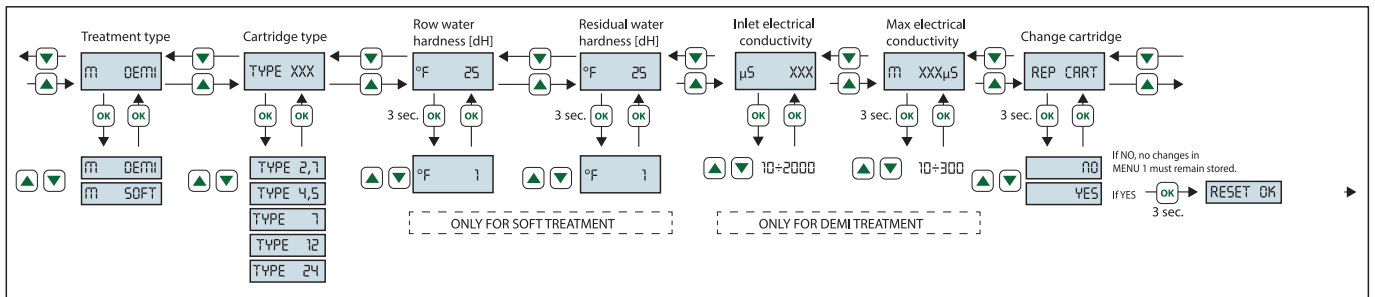 Treatment type
Cartridge type
Row water
hardness [dH]
Residual water
hardness [dH]
Inlet electrical
conductivity
Max electrical
conductivity
Change cartridge
M DEMI
TYPE XXX
°F 25
°F 25
µS XXX
M XXXµS
REP CART
OK OK
OK OK
3 sec. OK OK
3 sec. OK OK
OK OK
OK OK
3 sec. OK OK
M DEMI
M SOFT
TYPE 2,7
TYPE 4,5
TYPE 7
TYPE 12
TYPE 24
°F 1
°F 1
10÷2000
10÷300
NO
YES
If NO, no changes in
MENU 1 must remain stored.
If YES
OK
3 sec.
RESET OK
ONLY FOR SOFT TREATMENT
ONLY FOR DEMI TREATMENT